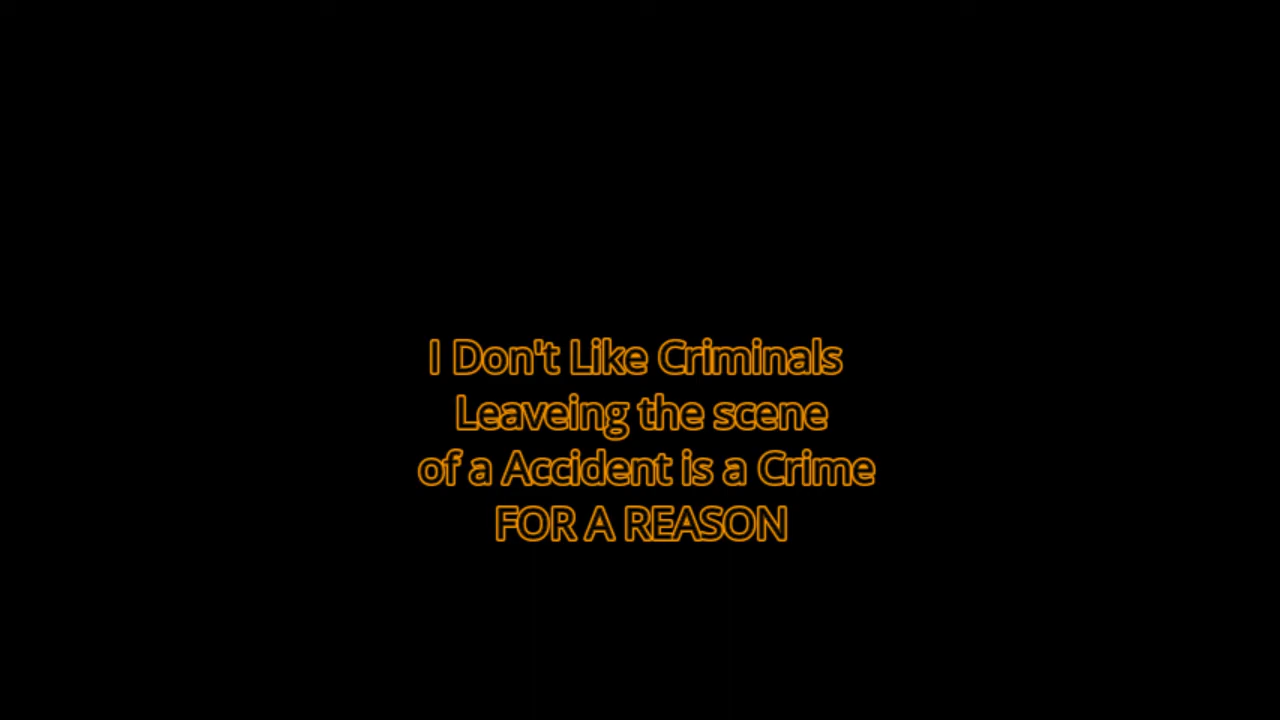 I Don't Like Criminals
Leaveing the scene
of a Accident is a Crime
FOR A REASON